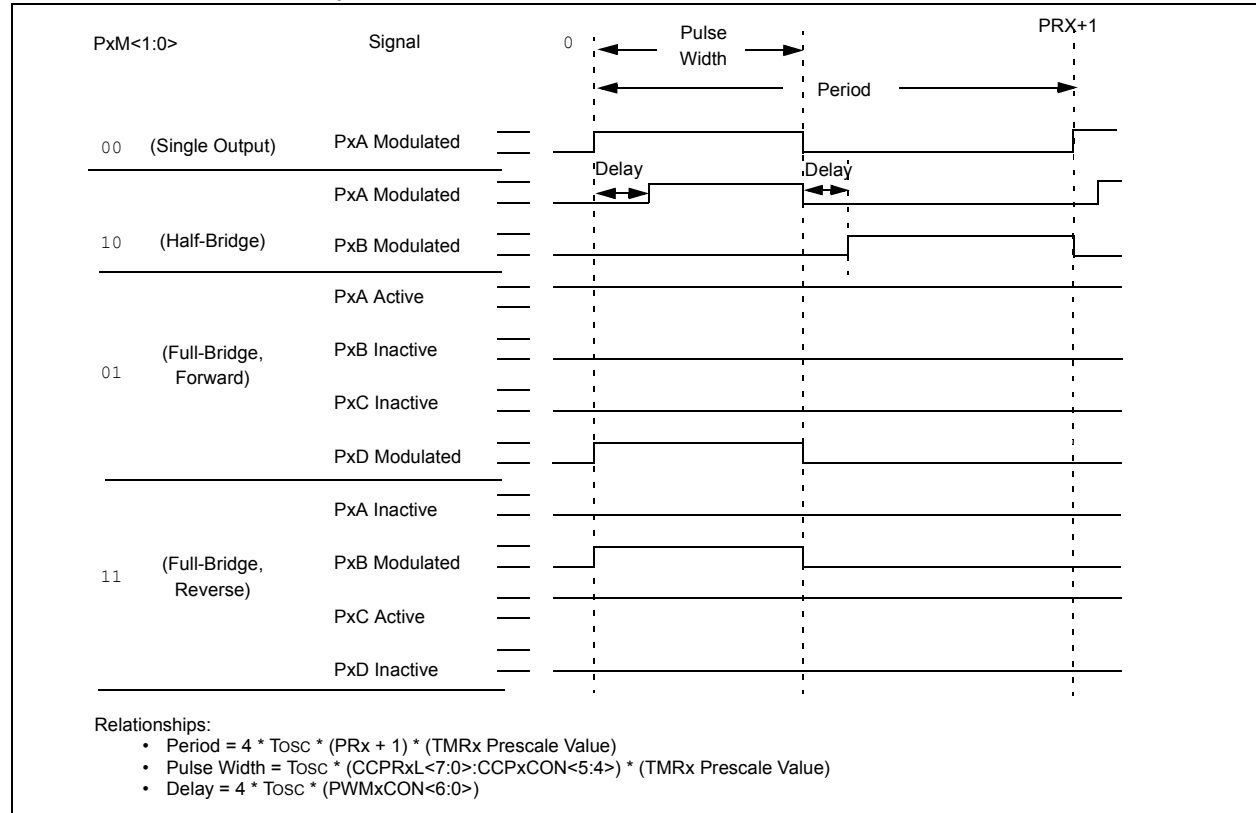 PxM<1:0> Signal 0 Pulse Width PRX+1
Period
00 (Single Output) PxA Modulated
Delay Delay
PxA Modulated
10 (Half-Bridge) PxB Modulated
PxA Active
(Full-Bridge, PxB Inactive
01 Forward)
PxC Inactive
PxD Modulated
PxA Inactive
(Full-Bridge, PxB Modulated
11 Reverse)
PxC Active
PxD Inactive
Relationships:
• Period = 4 * TOSC * (PRx + 1) * (TMRx Prescale Value)
• Pulse Width = TOSC * (CCPRxL<7:0>:CCPxCON<5:4>) * (TMRx Prescale Value)
• Delay = 4 * TOSC * (PWMxCON<6:0>)